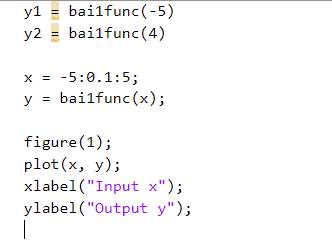 y1 = bai1func(-5)
y2 = bai1func(4)
x = -5:0.1:5;
y = bai1func(x);
figure(1);
plot(x, y);
xlabel("Input x");
ylabel("Output y");